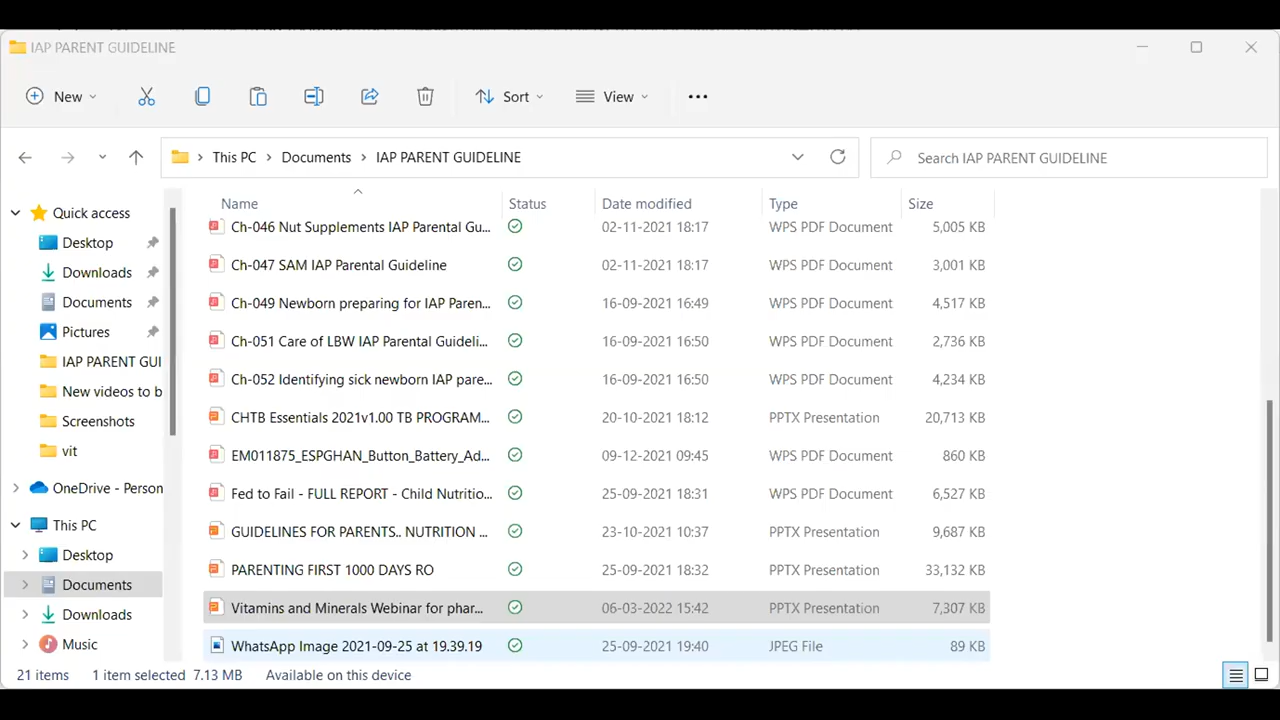 IAP PARENT GUIDELINE
New
Sort
View
This PC > Documents > IAP PARENT GUIDELINE
Search IAP PARENT GUIDELINE
Quick access
Desktop
Downloads
Documents
Pictures
IAP PARENT GUI
New videos to b
Screenshots
vit
OneDrive - Person
This PC
Desktop
Documents
Downloads
Music
Name Status Date modified Type Size
Ch-046 Nut Supplements IAP Parental Gu... 02-11-2021 18:17 WPS PDF Document 5,005 KB
Ch-047 SAM IAP Parental Guideline 02-11-2021 18:17 WPS PDF Document 3,001 KB
Ch-049 Newborn preparing for IAP Paren... 16-09-2021 16:49 WPS PDF Document 4,517 KB
Ch-051 Care of LBW IAP Parental Guideli... 16-09-2021 16:50 WPS PDF Document 2,736 KB
Ch-052 Identifying sick newborn IAP pare... 16-09-2021 16:50 WPS PDF Document 4,234 KB
CHTB Essentials 2021v1.00 TB PROGRAM... 20-10-2021 18:12 PPTX Presentation 20,713 KB
EM011875_ESPGHAN_Button_Battery_Ad... 09-12-2021 09:45 WPS PDF Document 860 KB
Fed to Fail - FULL REPORT - Child Nutritio... 25-09-2021 18:31 WPS PDF Document 6,527 KB
GUIDELINES FOR PARENTS.. NUTRITION ... 23-10-2021 10:37 PPTX Presentation 9,687 KB
PARENTING FIRST 1000 DAYS RO 25-09-2021 18:32 PPTX Presentation 33,132 KB
Vitamins and Minerals Webinar for phar... 06-03-2022 15:42 PPTX Presentation 7,307 KB
WhatsApp Image 2021-09-25 at 19.39.19 25-09-2021 19:40 JPEG File 89 KB
21 items 1 item selected 7.13 MB Available on this device